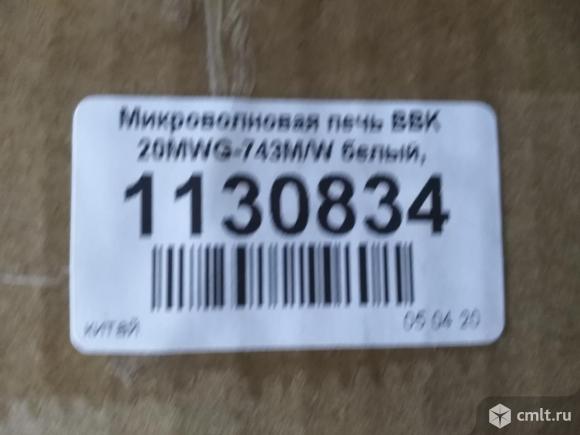 Микроволновая печь BBK
20MWG-743M/W белый,
1130834
китай 05 04 20
cmlt.ru